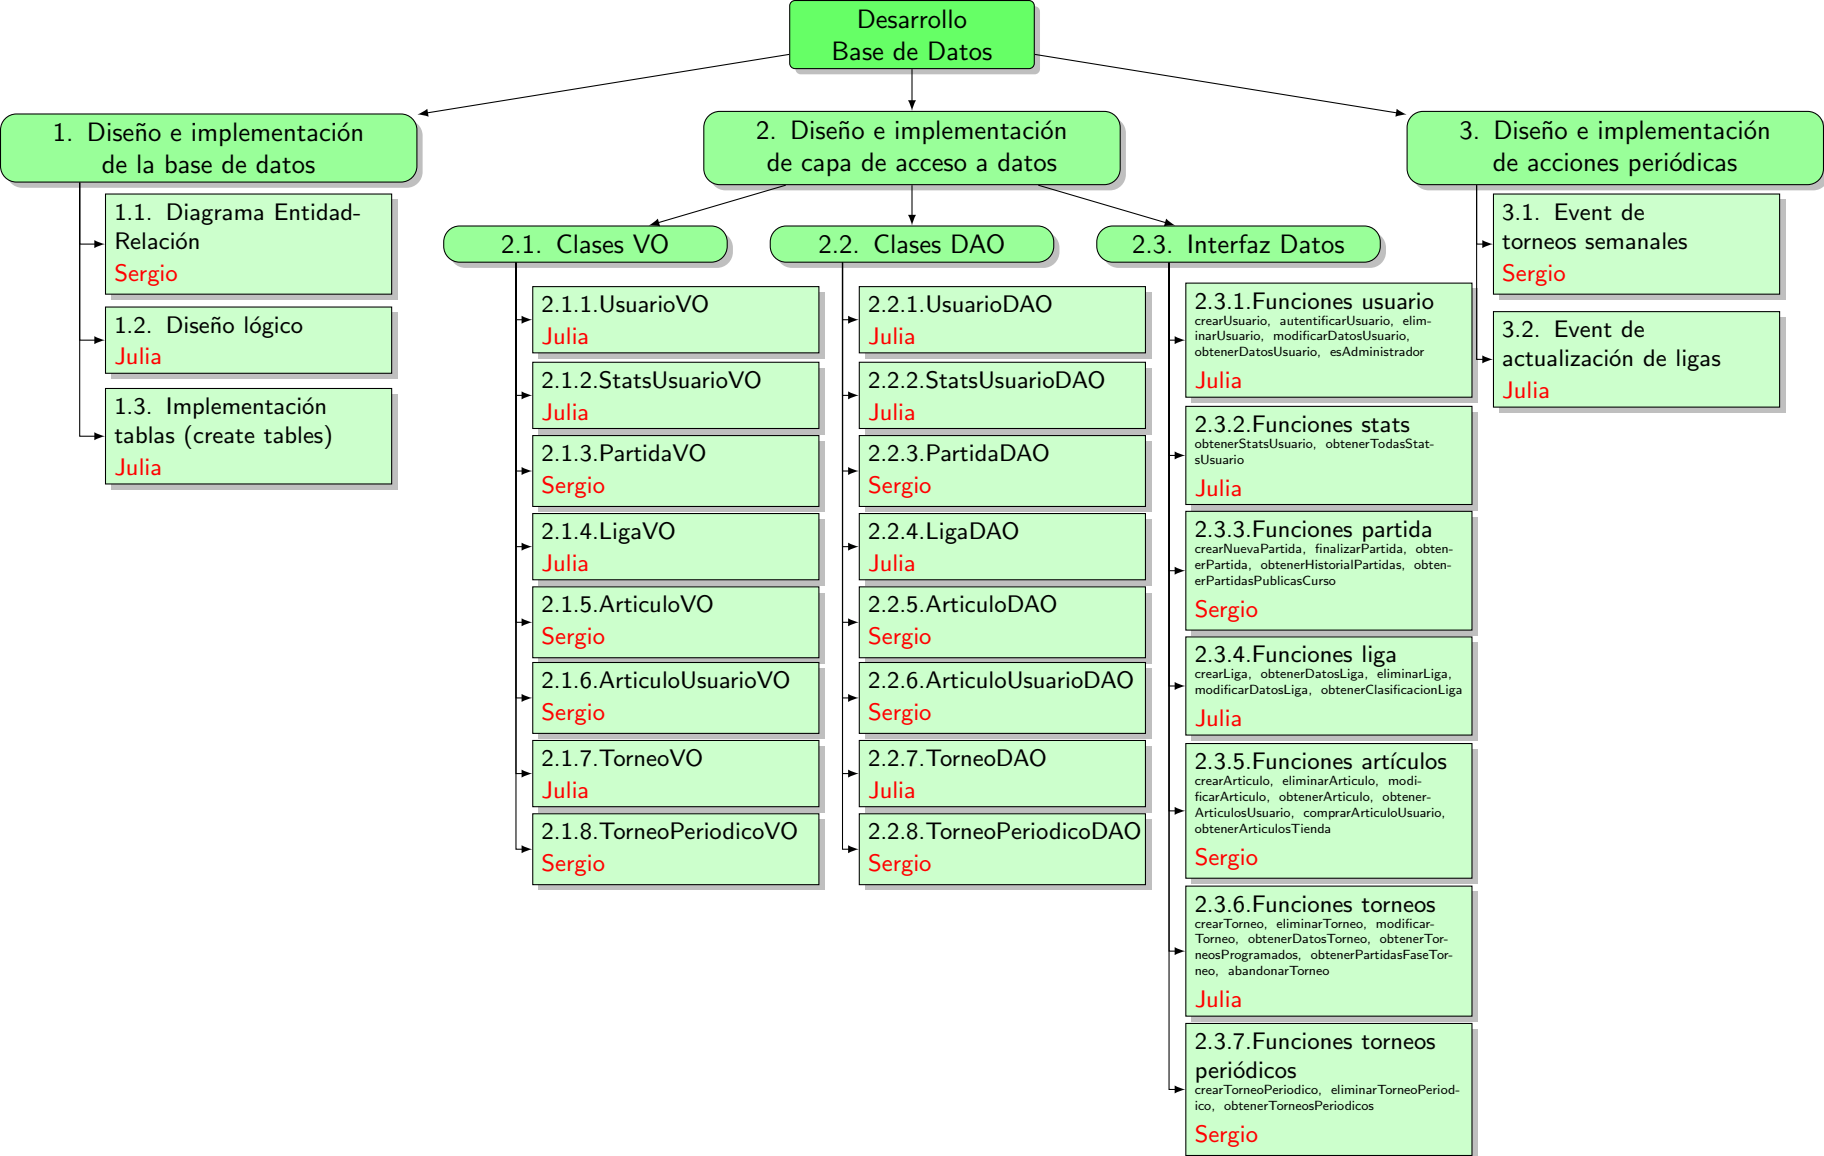 Desarrollo
Base de Datos
1. Diseño e implementación
de la base de datos
1.1. Diagrama Entidad-
Relación
Sergio
1.2. Diseño lógico
Julia
1.3. Implementación
tablas (create tables)
Julia
2. Diseño e implementación
de capa de acceso a datos
2.1. Clases VO
2.1.1.UsuarioVO
Julia
2.1.2.StatsUsuarioVO
Julia
2.1.3.PartidaVO
Sergio
2.1.4.LigaVO
Julia
2.1.5.ArticuloVO
Sergio
2.1.6.ArticuloUsuarioVO
Sergio
2.1.7.TorneoVO
Julia
2.1.8.TorneoPeriodicoVO
Sergio
2.2. Clases DAO
2.2.1.UsuarioDAO
Julia
2.2.2.StatsUsuarioDAO
Julia
2.2.3.PartidaDAO
Sergio
2.2.4.LigaDAO
Julia
2.2.5.ArticuloDAO
Sergio
2.2.6.ArticuloUsuarioDAO
Sergio
2.2.7.TorneoDAO
Julia
2.2.8.TorneoPeriodicoDAO
Sergio
2.3. Interfaz Datos
2.3.1.Funciones usuario
crearUsuario, autentificarUsuario, elim-
inarUsuario, modificarDatosUsuario,
obtenerDatosUsuario, esAdministrador
Julia
2.3.2.Funciones stats
obtenerStatsUsuario, obtenerTodasStat-
sUsuario
Julia
2.3.3.Funciones partida
crearNuevaPartida, finalizarPartida, obten-
erPartida, obtenerHistorialPartidas, obten-
erPartidasPublicasCurso
Sergio
2.3.4.Funciones liga
crearLiga, obtenerDatosLiga, eliminarLiga,
modificarDatosLiga, obtenerClasificacionLiga
Julia
2.3.5.Funciones artículos
crearArticulo, eliminarArticulo, modi-
ficarArticulo, obtenerArticulo, obtener-
ArticulosUsuario, comprarArticuloUsuario,
obtenerArticulosTienda
Sergio
2.3.6.Funciones torneos
crearTorneo, eliminarTorneo, modificar-
Torneo, obtenerDatosTorneo, obtenerTor-
neosProgramados, obtenerPartidasFaseTor-
neo, abandonarTorneo
Julia
2.3.7.Funciones torneos
periódicos
crearTorneoPeriodico, eliminarTorneoPeriod-
ico, obtenerTorneosPeriodicos
Sergio
3. Diseño e implementación
de acciones periódicas
3.1. Event de
torneos semanales
Sergio
3.2. Event de
actualización de ligas
Julia